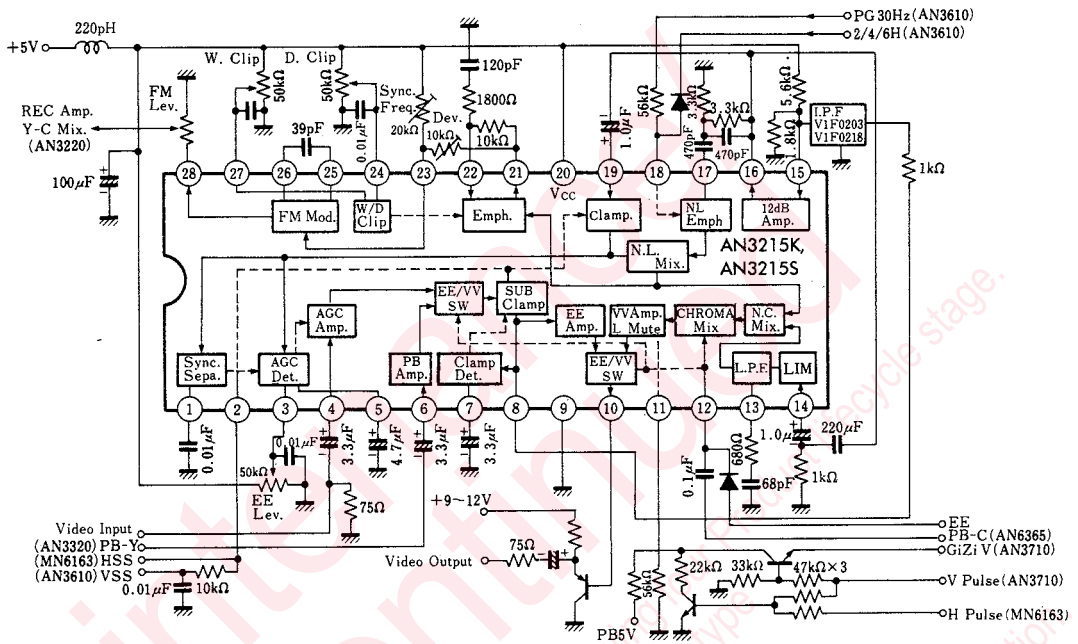 PG 30Hz (AN3610)
2/4/6H (AN3610)
220pH
+5V
W. Clip
D. Clip
50kΩ
50kΩ
0.01μF
Sync.
Freq.
20kΩ
Dev.
10kΩ
120pF
1800Ω
10kΩ
1.0μF
+
−
56kΩ
3.3kΩ
470pF
470pF
5.6kΩ
1.8kΩ
I.P.F
V1F0203
V1F0218
1kΩ
FM
Lev.
REC Amp.
Y-C Mix.
(AN3220)
39pF
100μF
+
−
28
27
26
25
24
23
22
21
20
19
18
17
16
15
VCC
FM Mod.
W/D
Clip
Emph.
Clamp.
NL
Emph
12dB
Amp.
N.L.
Mix.
AN3215K,
AN3215S
AGC
Amp.
EE/VV
SW
SUB
Clamp
EE
Amp.
VVAmp.
L Mute
CHROMA
Mix
N.C.
Mix.
Sync.
Sepa.
AGC
Det.
PB
Amp.
Clamp
Det.
EE/VV
SW
L.P.F.
LIM
1
2
3
4
5
6
7
8
9
10
11
12
13
14
0.01μF
0.01μF
50kΩ
EE
Lev.
3.3μF
4.7μF
3.3μF
3.3μF
75Ω
0.1μF
680Ω
68pF
1.0μF
220μF
1kΩ
+9~12V
Video Input
(AN3320) PB-Y
(MN6163) HSS
(AN3610) VSS
0.01μF
10kΩ
Video Output
75Ω
−
+
56kΩ
PB5V
22kΩ
33kΩ
47kΩ×3
EE
PB-C (AN6365)
GiZi V (AN3710)
V Pulse (AN3710)
H Pulse (MN6163)